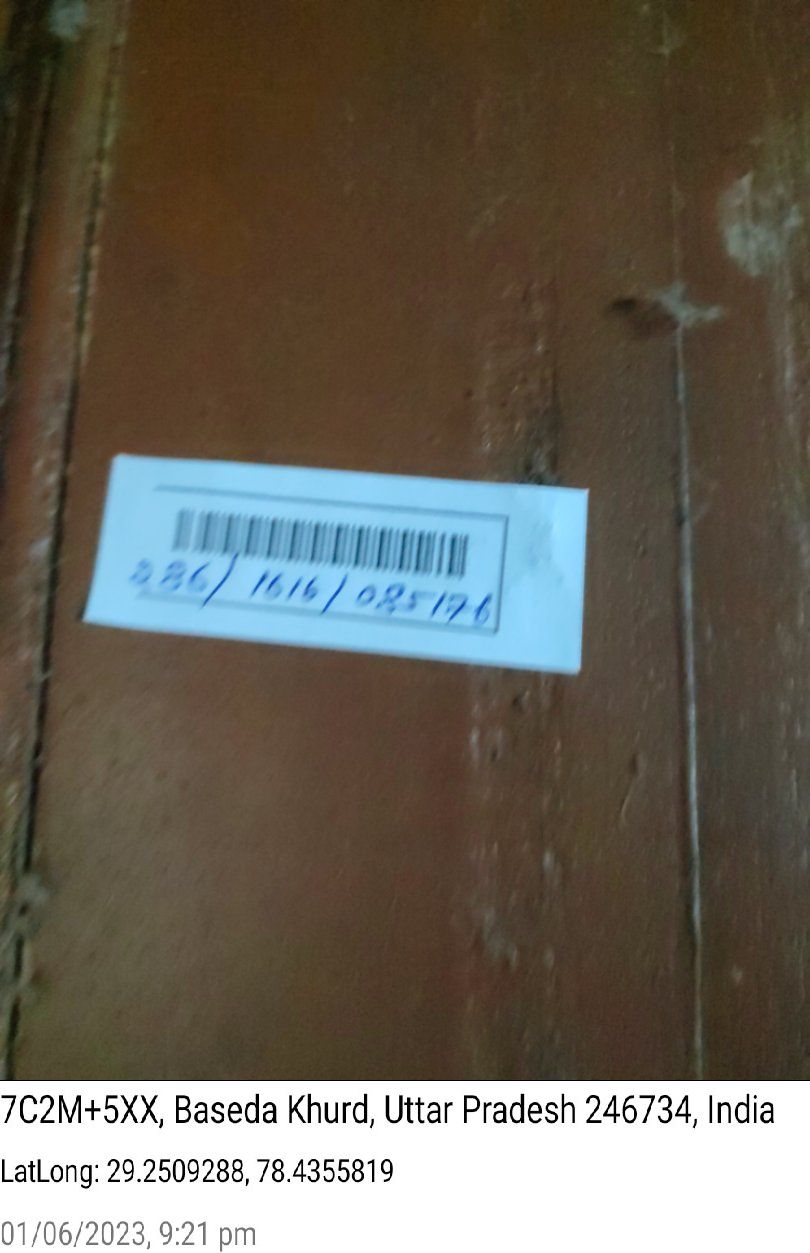 086/1616/085176
7C2M+5XX, Baseda Khurd, Uttar Pradesh 246734, India
LatLong: 29.2509288, 78.4355819
01/06/2023, 9:21 pm